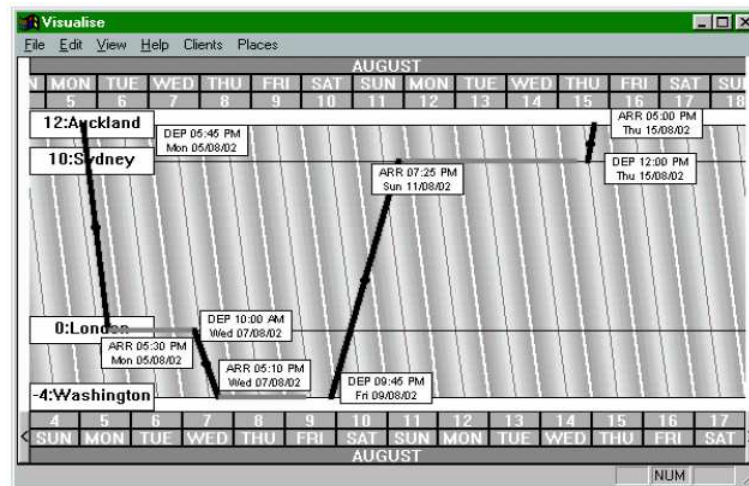 Visualise
File Edit View Help Clients Places
AUGUST
N MON TUE WED THU FRI SAT SUN MON TUE WED THU FRI SAT SU
5 6 7 8 9 10 11 12 13 14 15 16 17 18
12:Auckland
DEP 05:45 PM
Mon 05/08/02
ARR 05:00 PM
Thu 15/08/02
10:Sydney
ARR 07:25 PM
Sun 11/08/02
DEP 12:00 PM
Thu 15/08/02
0:London
DEP 10:00 AM
Wed 07/08/02
ARR 05:30 PM
Mon 05/08/02
ARR 05:10 PM
Wed 07/08/02
DEP 09:45 PM
Fri 09/08/02
-4:Washington
4 5 6 7 8 9 10 11 12 13 14 15 16 17
SUN MON TUE WED THU FRI SAT SUN MON TUE WED THU FRI SAT
AUGUST
NUM